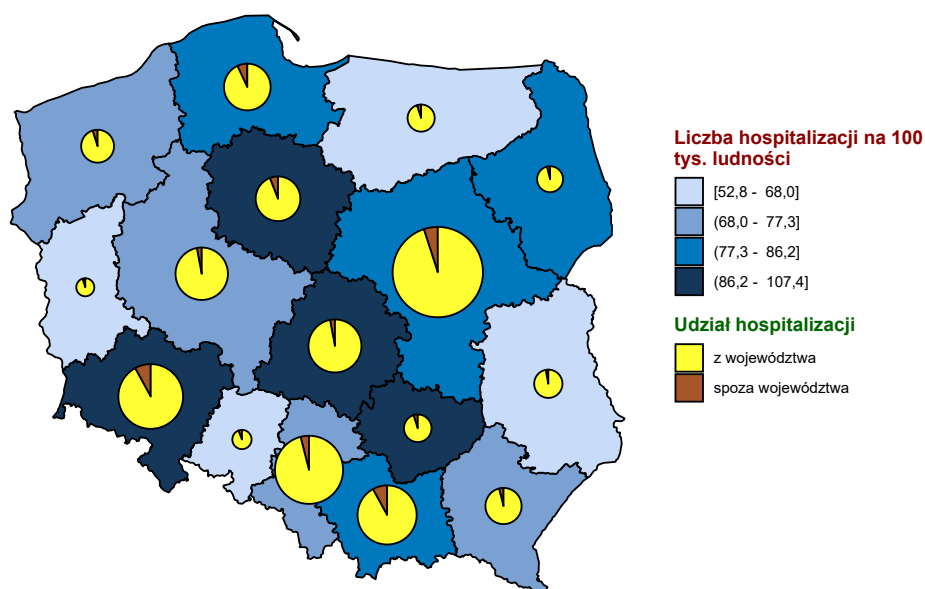 Liczba hospitalizacji na 100
tys. ludności
[52,8 - 68,0]
(68,0 - 77,3]
(77,3 - 86,2]
(86,2 - 107,4]
Udział hospitalizacji
z województwa
spoza województwa